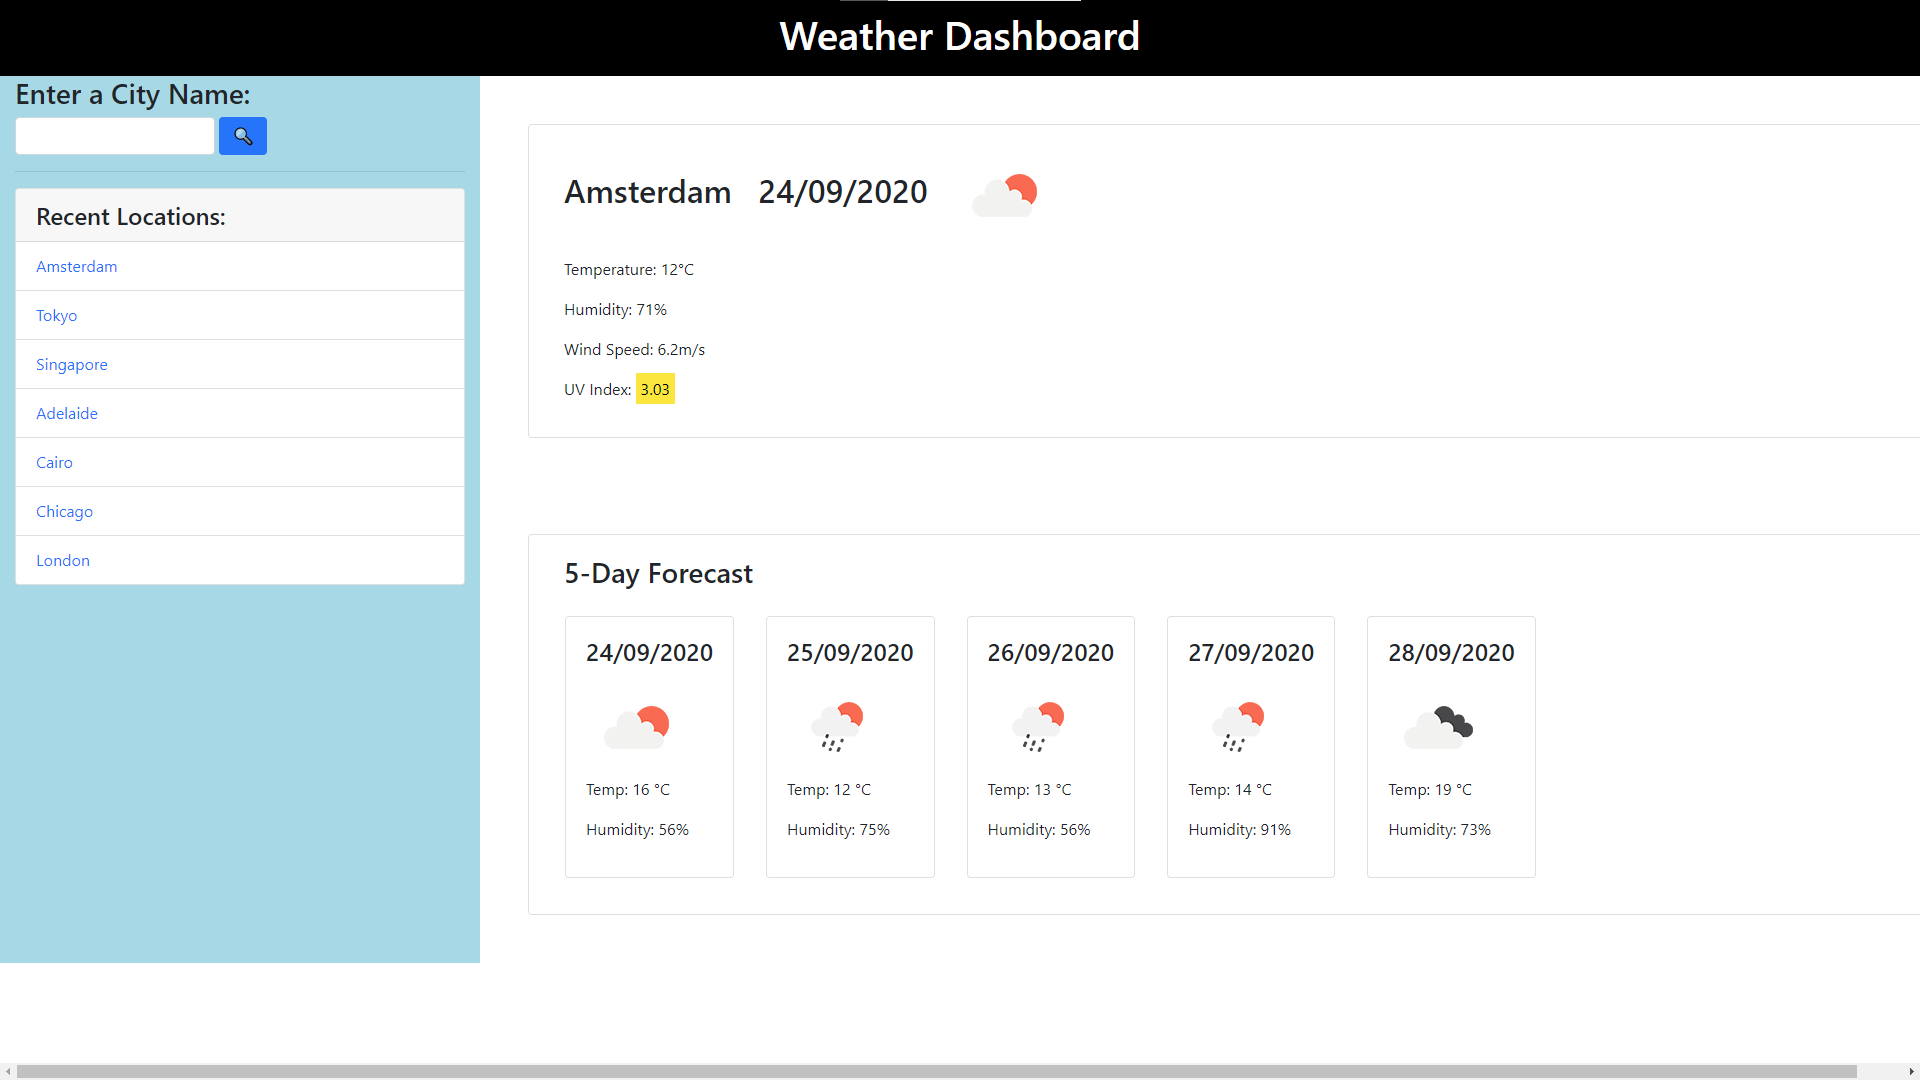 Weather Dashboard
Enter a City Name:
Recent Locations:
Amsterdam
Tokyo
Singapore
Adelaide
Cairo
Chicago
London
Amsterdam 24/09/2020
Temperature: 12°C
Humidity: 71%
Wind Speed: 6.2m/s
UV Index: 3.03
5-Day Forecast
24/09/2020
Temp: 16 °C
Humidity: 56%
25/09/2020
Temp: 12 °C
Humidity: 75%
26/09/2020
Temp: 13 °C
Humidity: 56%
27/09/2020
Temp: 14 °C
Humidity: 91%
28/09/2020
Temp: 19 °C
Humidity: 73%